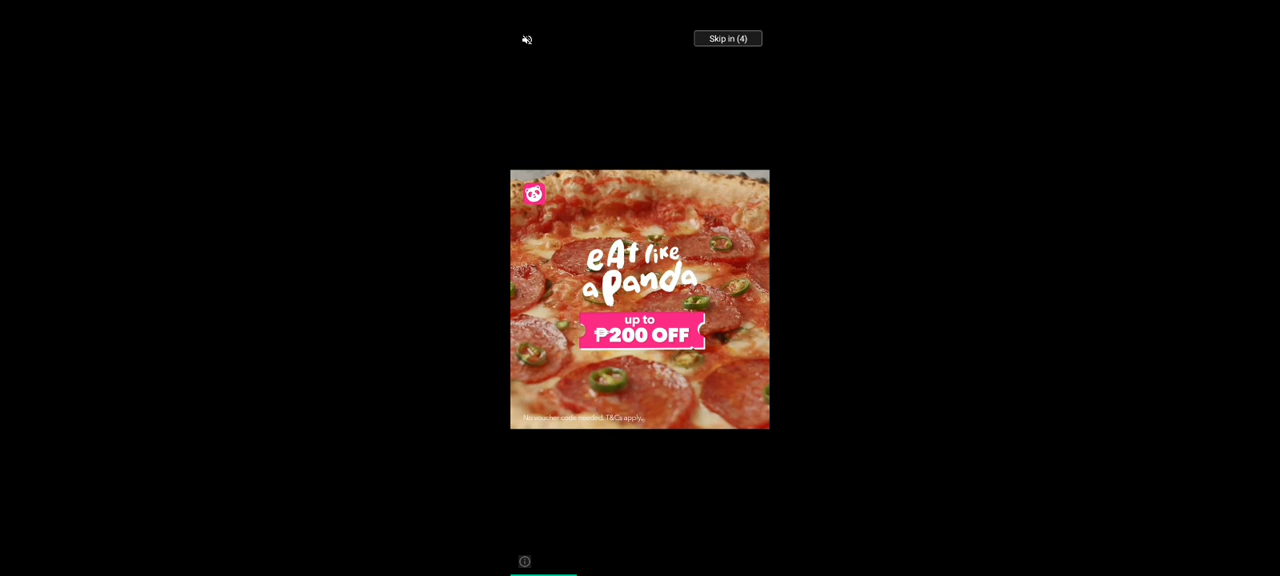 Skip in (4)
eAt like
a Panda
up to
₱200 OFF
No voucher code needed. T&Cs apply.